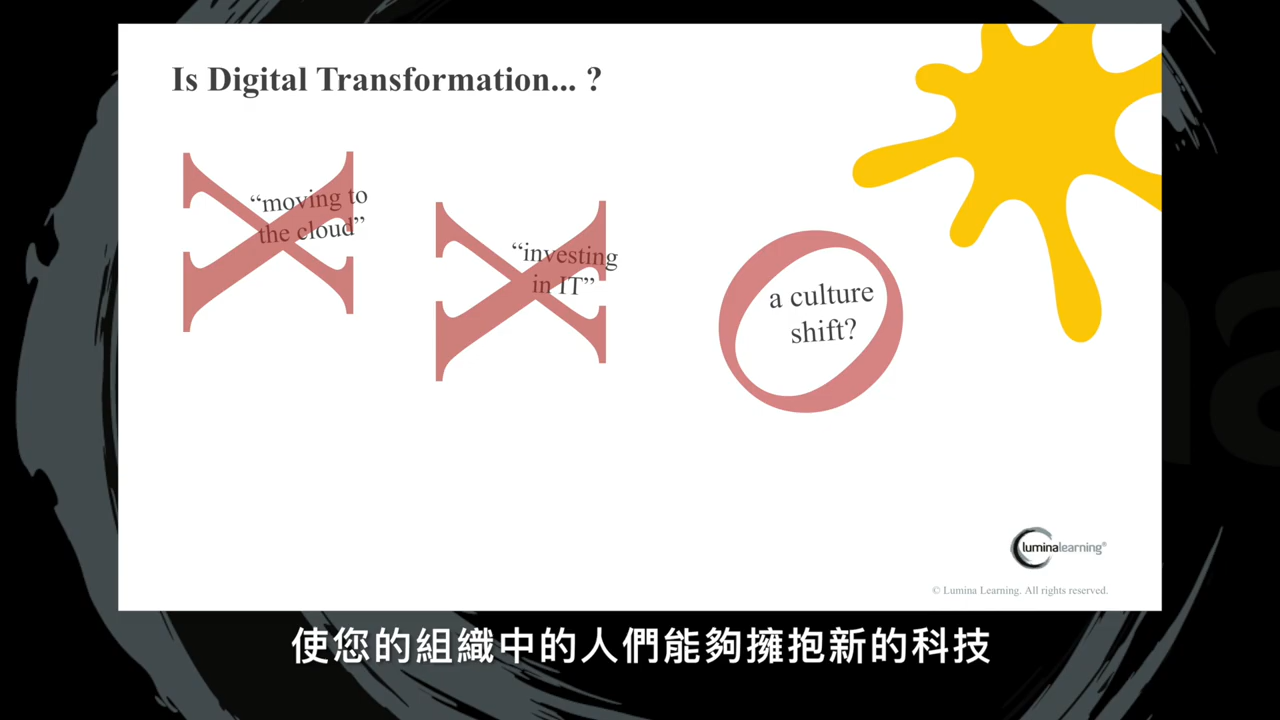 Is Digital Transformation... ?
“moving to
the cloud”
“investing
in IT”
a culture
shift?
luminalearning®
© Lumina Learning. All rights reserved.
使您的組織中的人們能夠擁抱新的科技